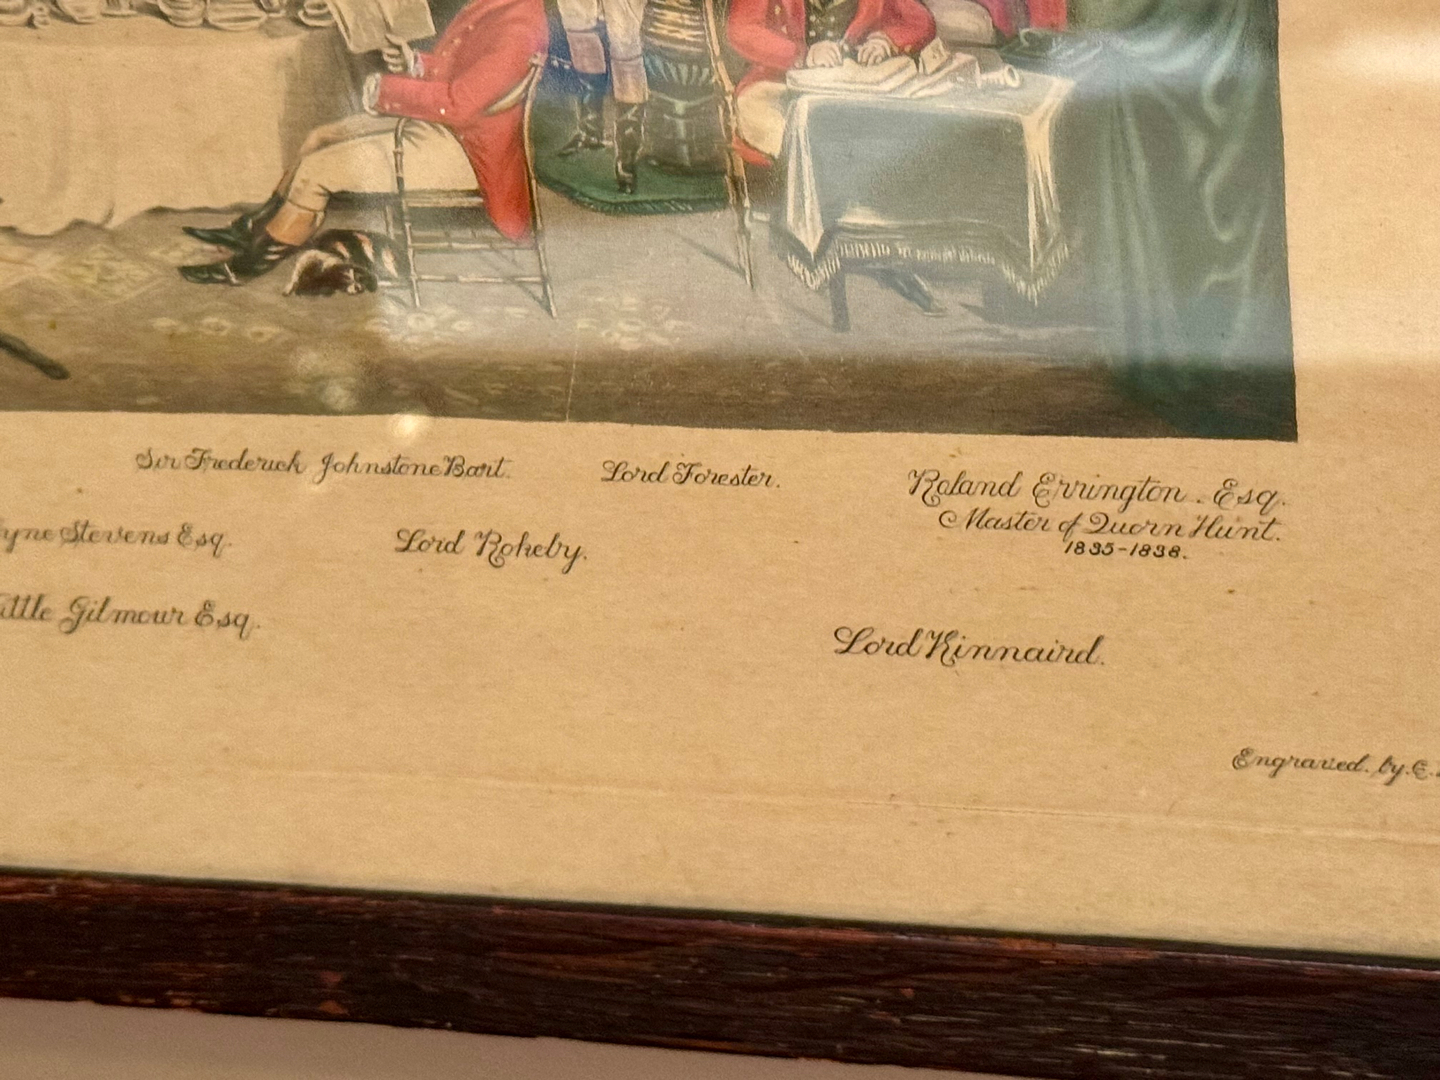 Sir Frederick Johnstone Bart. Lord Forester. Roland Errington. Esq.
Master of Quorn Hunt.
yne Stevens Esq. Lord Rokeby.
1835-1838.
ittle Gilmour Esq.
Lord Kinnaird.
Engraved. by. E.